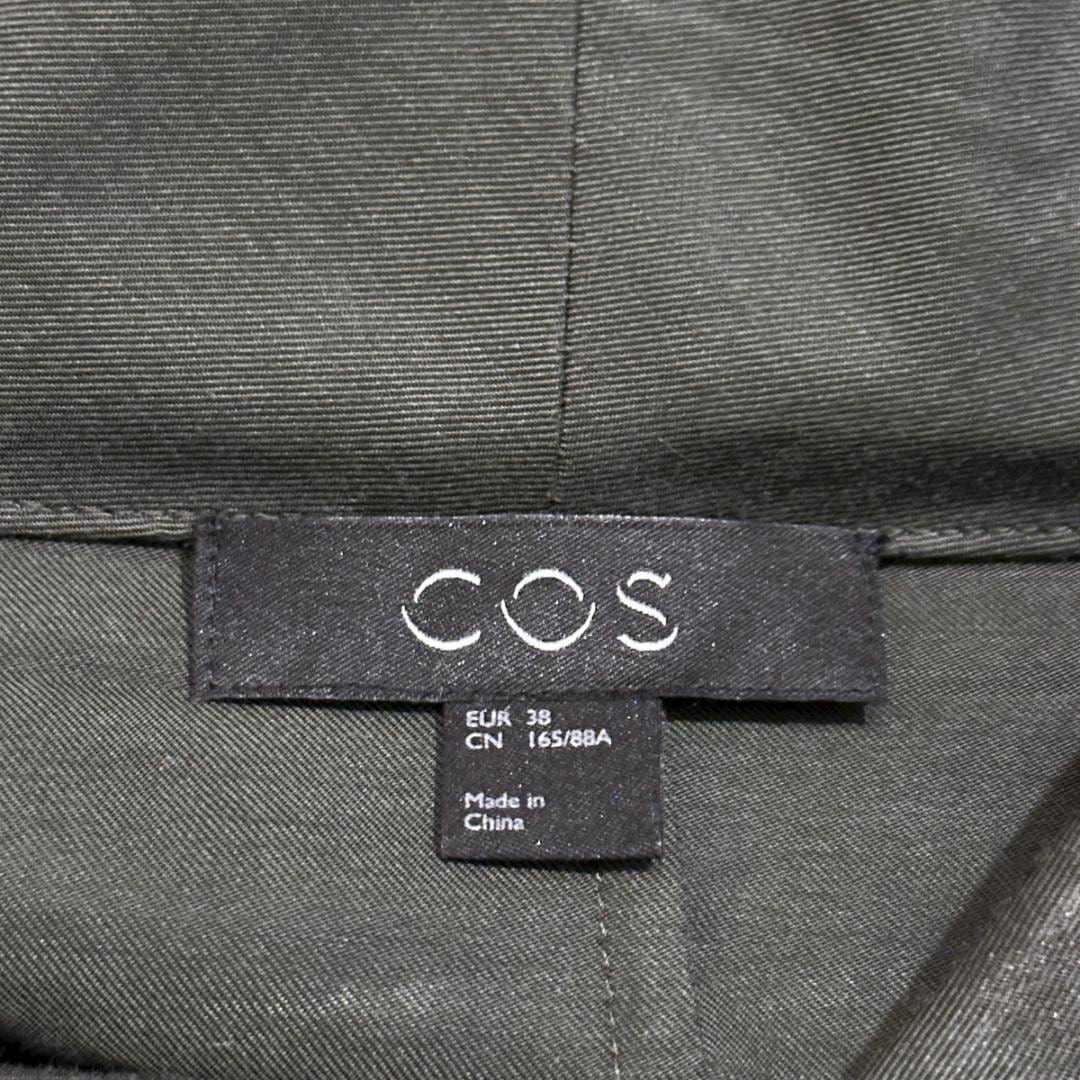 COS
EUR 38
CN 165/88A
Made in
China